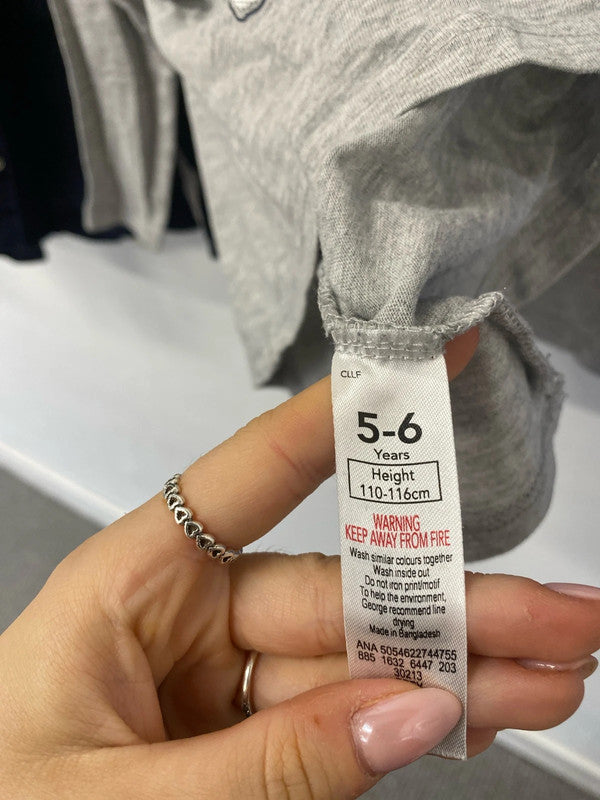 CLLF
5-6
Years
Height
110-116cm
WARNING
KEEP AWAY FROM FIRE
Wash similar colours together
Wash inside out
Do not iron print/motif
To help the environment,
George recommend line
drying
Made in Bangladesh
ANA 5054622744755
885 1632 6447 203
30213